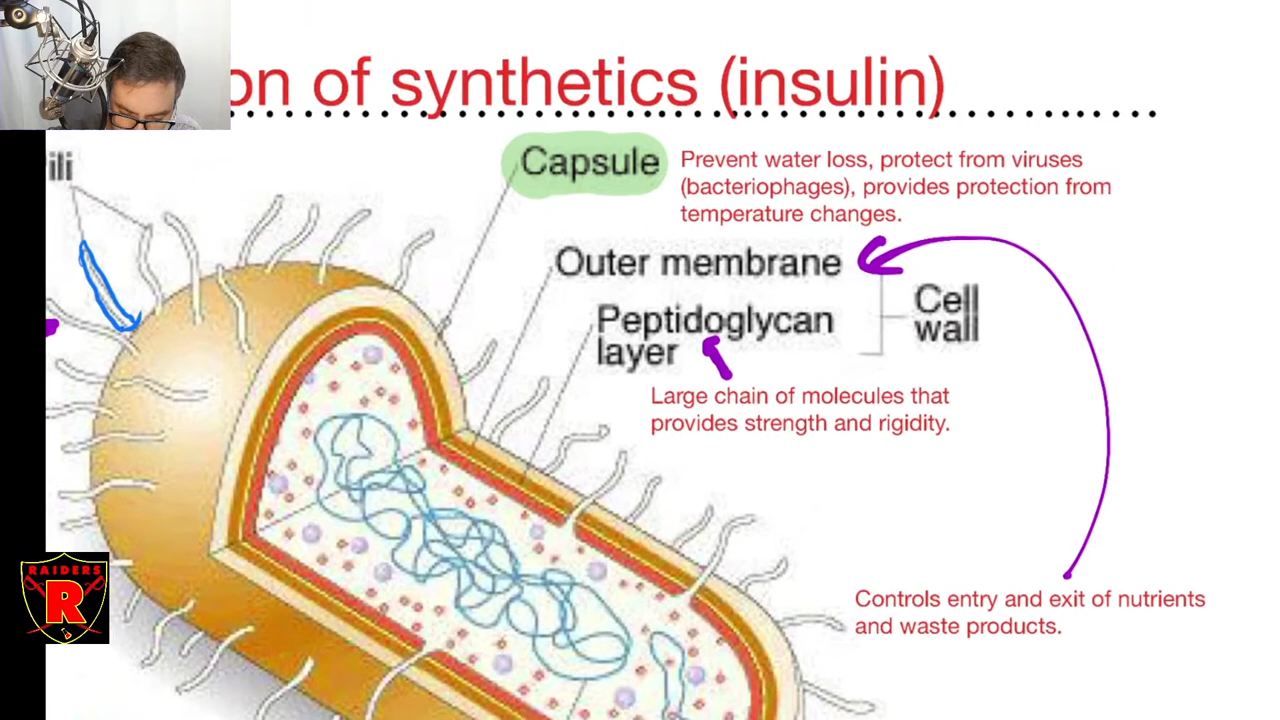 on of synthetics (insulin)
ili
Capsule
Prevent water loss, protect from viruses
(bacteriophages), provides protection from
temperature changes.
Outer membrane
Peptidoglycan
layer
Cell
wall
Large chain of molecules that
provides strength and rigidity.
RAIDERS
R
Controls entry and exit of nutrients
and waste products.